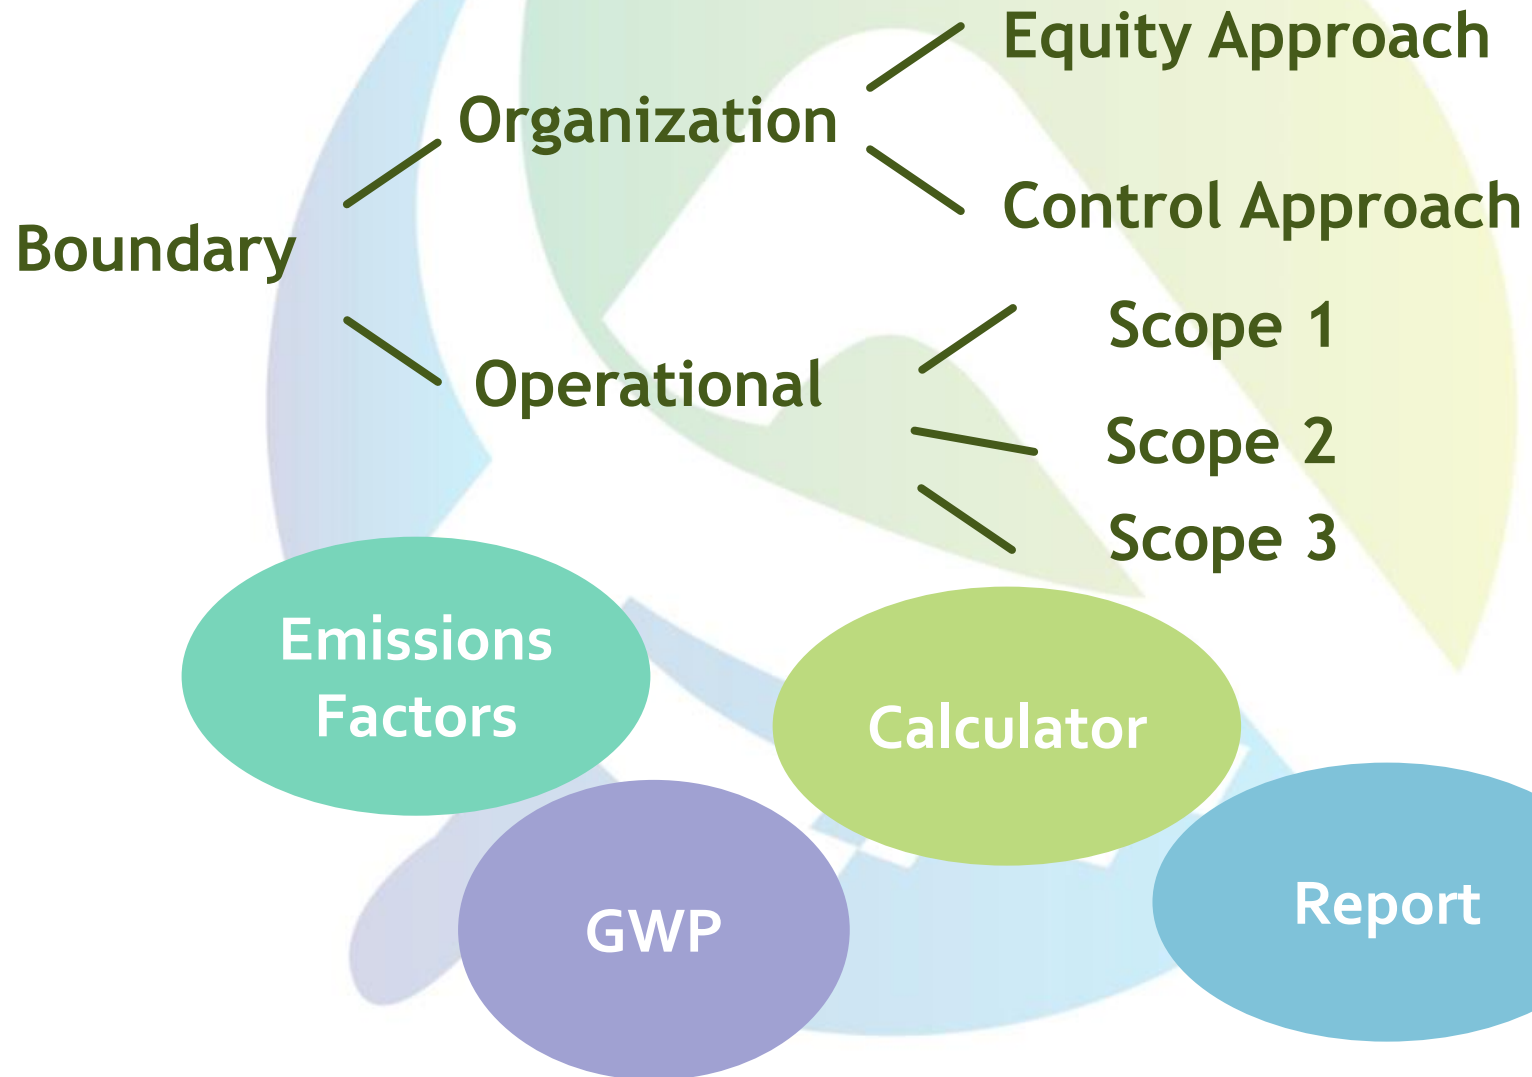 Equity Approach
Organization
Control Approach
Boundary
Scope 1
Operational
Scope 2
Scope 3
Emissions
Factors
Calculator
Report
GWP